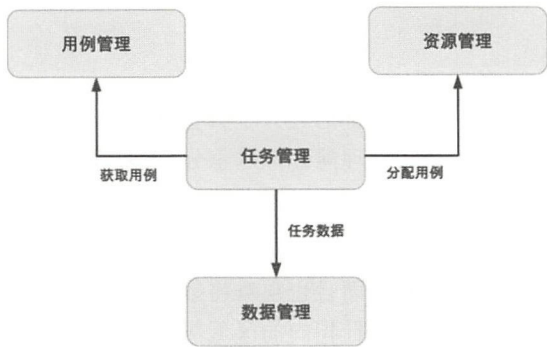 用例管理
资源管理
任务管理
获取用例
分配用例
任务数据
数据管理